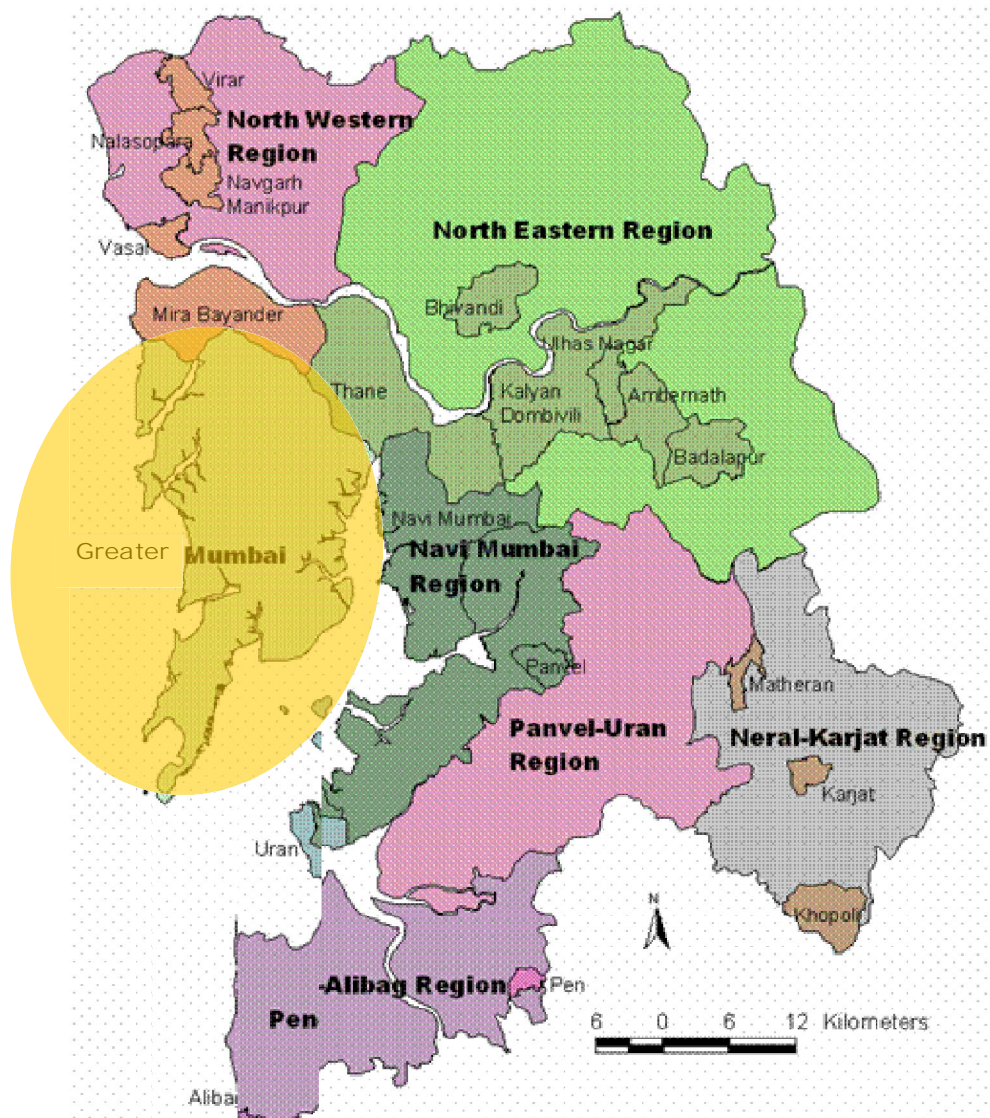 Virar
North Western
Region
Nalasopara
Navgarh
Manikpur
Vasai
North Eastern Region
Bhivandi
Mira Bayander
Ulhas Nagar
Thane
Kalyan
Dombivili
Ambernath
Badalapur
Navi Mumbai
Greater Mumbai
Navi Mumbai
Region
Panvel
Matheran
Panvel-Uran
Region
Neral-Karjat Region
Karjat
Uran
Khopoli
N
-Alibag Region
Pen
Pen
6 0 6 12 Kilometers
Alibag